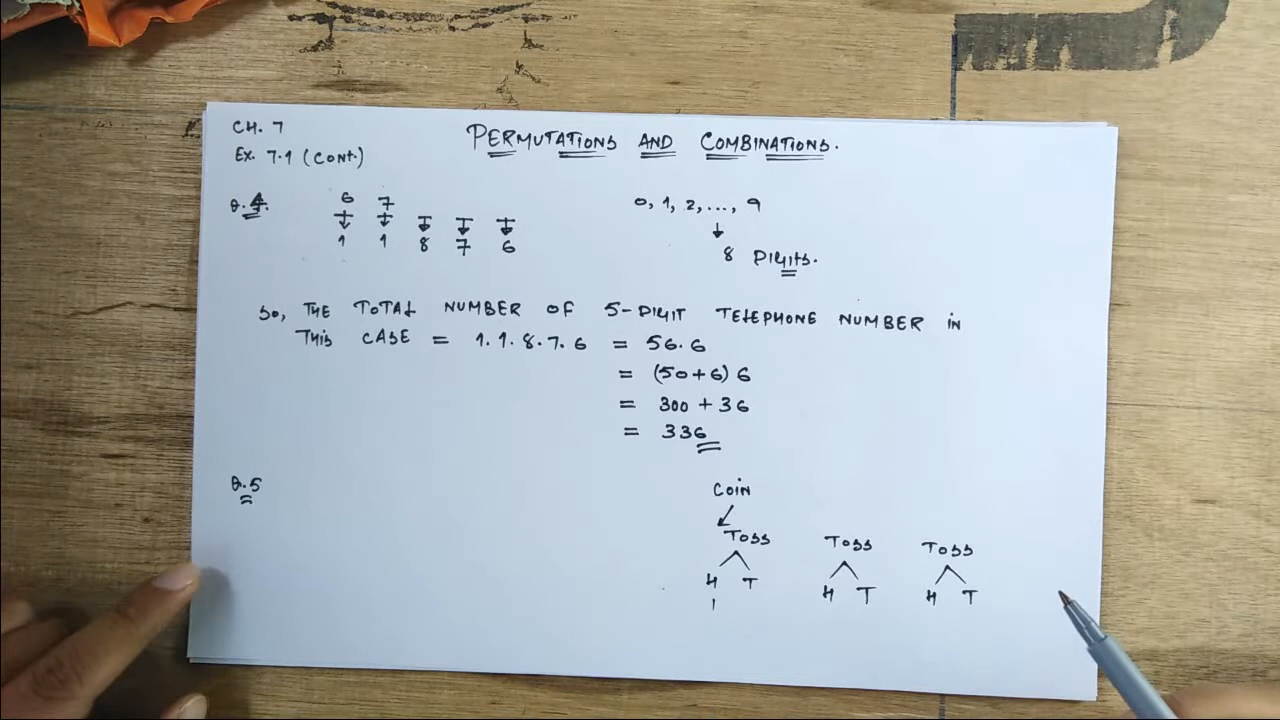 CH. 7
PERMUTATIONS AND COMBINATIONS.
Ex. 7.1 (CONT.)
Q.4.
6 7
1 1 8 7 6
0, 1, 2, ..., 9
8 DIGITS.
SO, THE TOTAL NUMBER OF 5-DIGIT TELEPHONE NUMBER IN
THIS CASE = 1.1.8.7.6 = 56.6
= (50+6) 6
= 300 + 36
= 336
Q.5
COIN
TOSS TOSS TOSS
H T H T H T